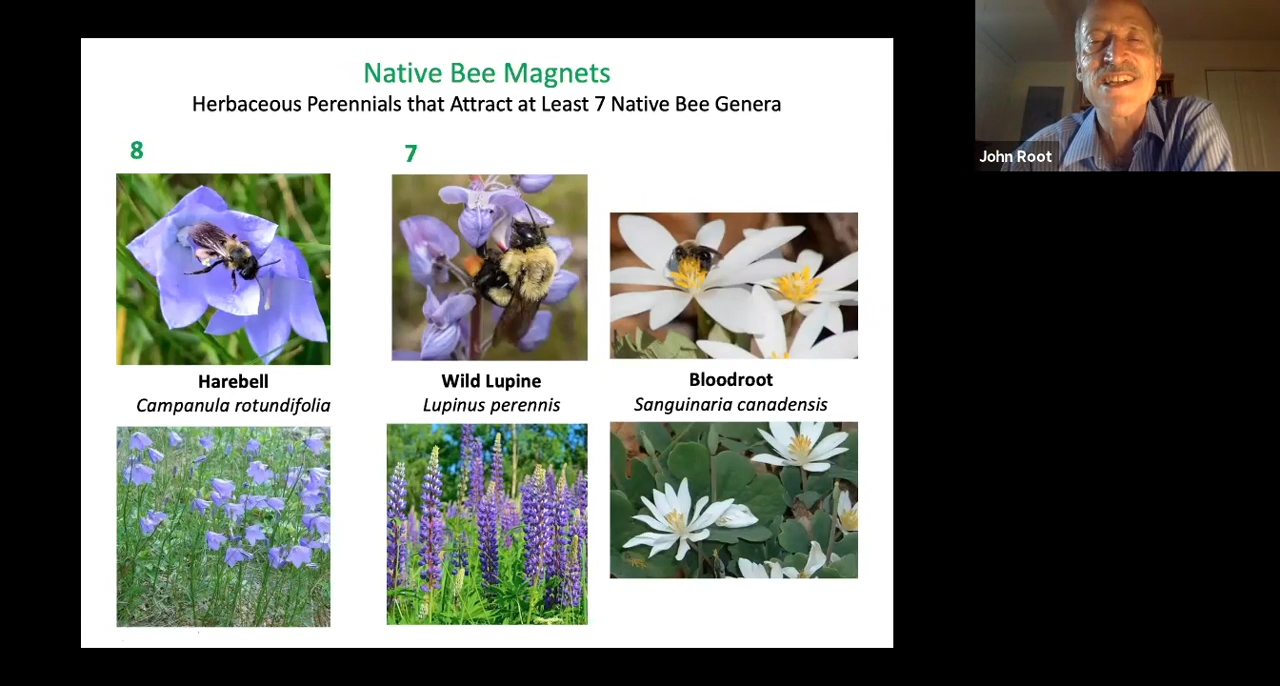 Native Bee Magnets
Herbaceous Perennials that Attract at Least 7 Native Bee Genera
8
7
Harebell
Campanula rotundifolia
Wild Lupine
Lupinus perennis
Bloodroot
Sanguinaria canadensis
John Root